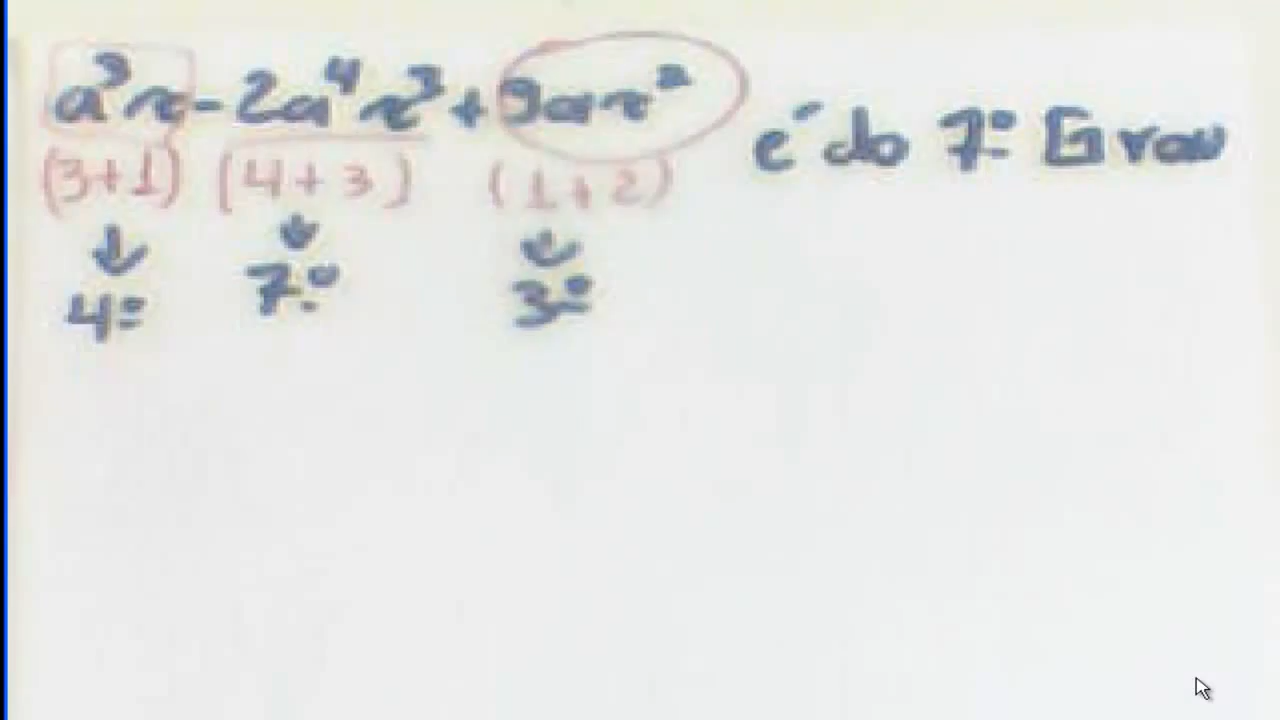 a³x - 2a⁴x³ + 9ax² é do 7º Grau
(3+1) (4+3) (1+2)
4º 7º 3º